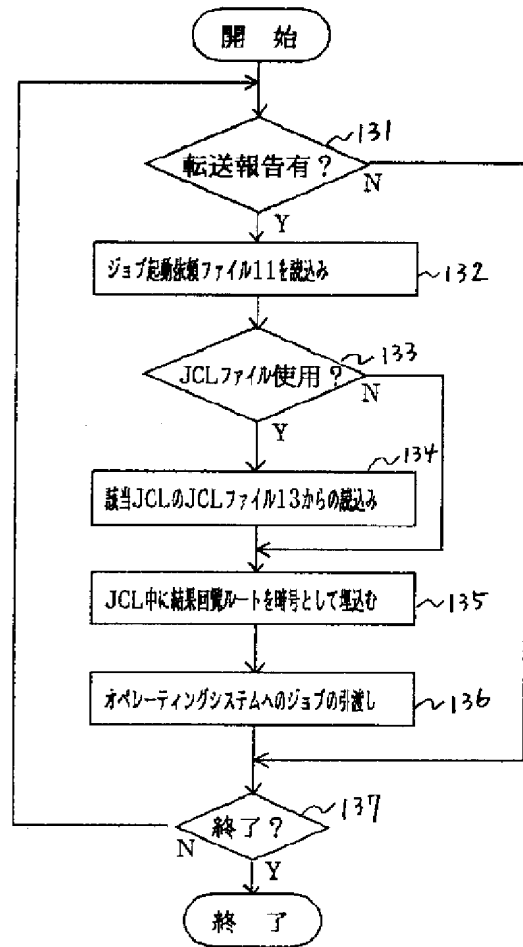 開 始
131
転送報告有？
N
Y
ジョブ起動依頼ファイル11を読込み
132
133
JCLファイル使用？
N
Y
134
該当JCLのJCLファイル13からの読込み
JCL中に結果回覧ルートを暗号として埋込む
135
オペレーティングシステムへのジョブの引渡し
136
137
終了？
N
Y
終 了